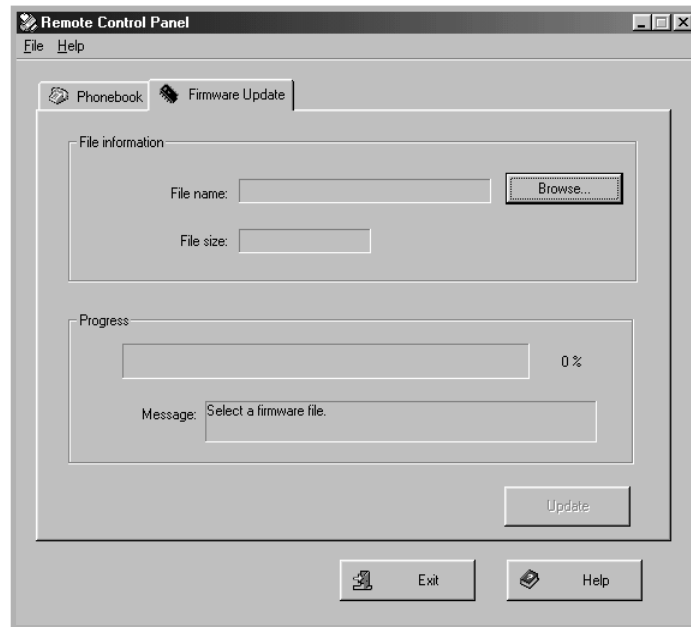 Remote Control Panel
File Help
Phonebook Firmware Update
File information
File name: Browse...
File size:
Progress
0 %
Message: Select a firmware file.
Update
Exit Help